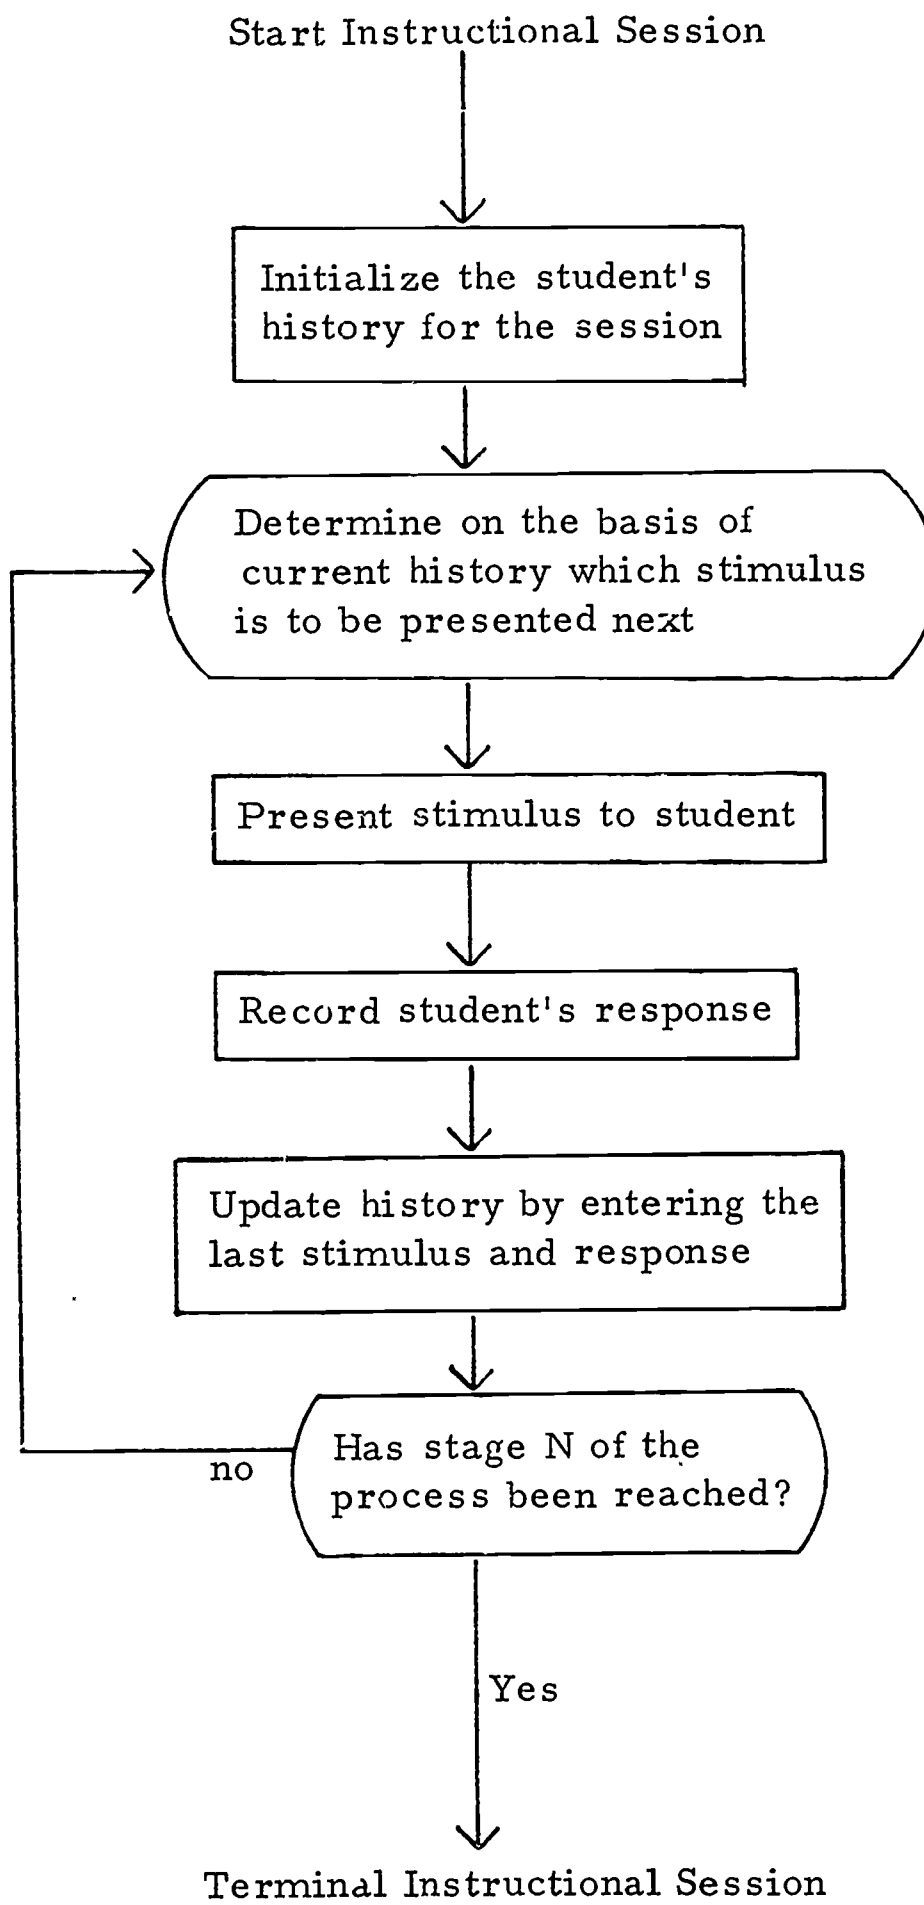 Start Instructional Session
Initialize the student's
history for the session
Determine on the basis of
current history which stimulus
is to be presented next
Present stimulus to student
Record student's response
Update history by entering the
last stimulus and response
Has stage N of the
process been reached?
no
Yes
Terminal Instructional Session